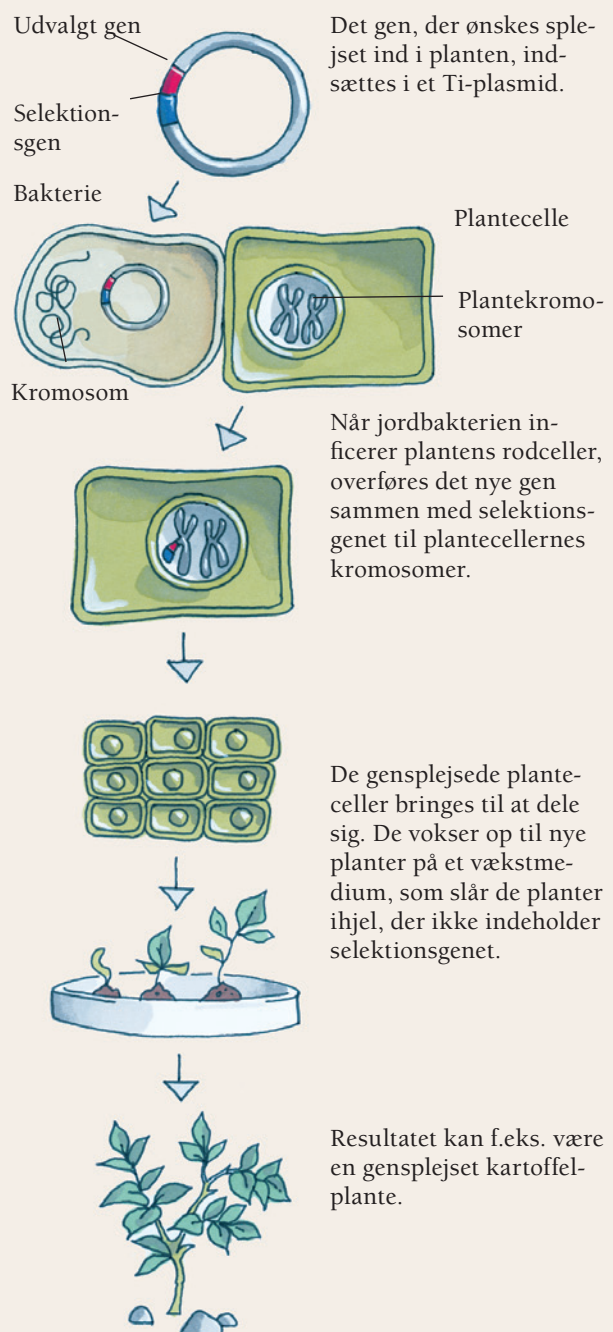 Udvalgt gen
Det gen, der ønskes sple-
jset ind i planten, ind-
sættes i et Ti-plasmid.
Selektion-
sgen
Bakterie
Plantecelle
Plantekromo-
somer
Kromosom
Når jordbakterien in-
ficerer plantens rodceller,
overføres det nye gen
sammen med selektions-
genet til plantecellernes
kromosomer.
De gensplejsede plante-
celler bringes til at dele
sig. De vokser op til nye
planter på et vækstme-
dium, som slår de planter
ihjel, der ikke indeholder
selektionsgenet.
Resultatet kan f.eks. være
en gensplejset kartoffel-
plante.